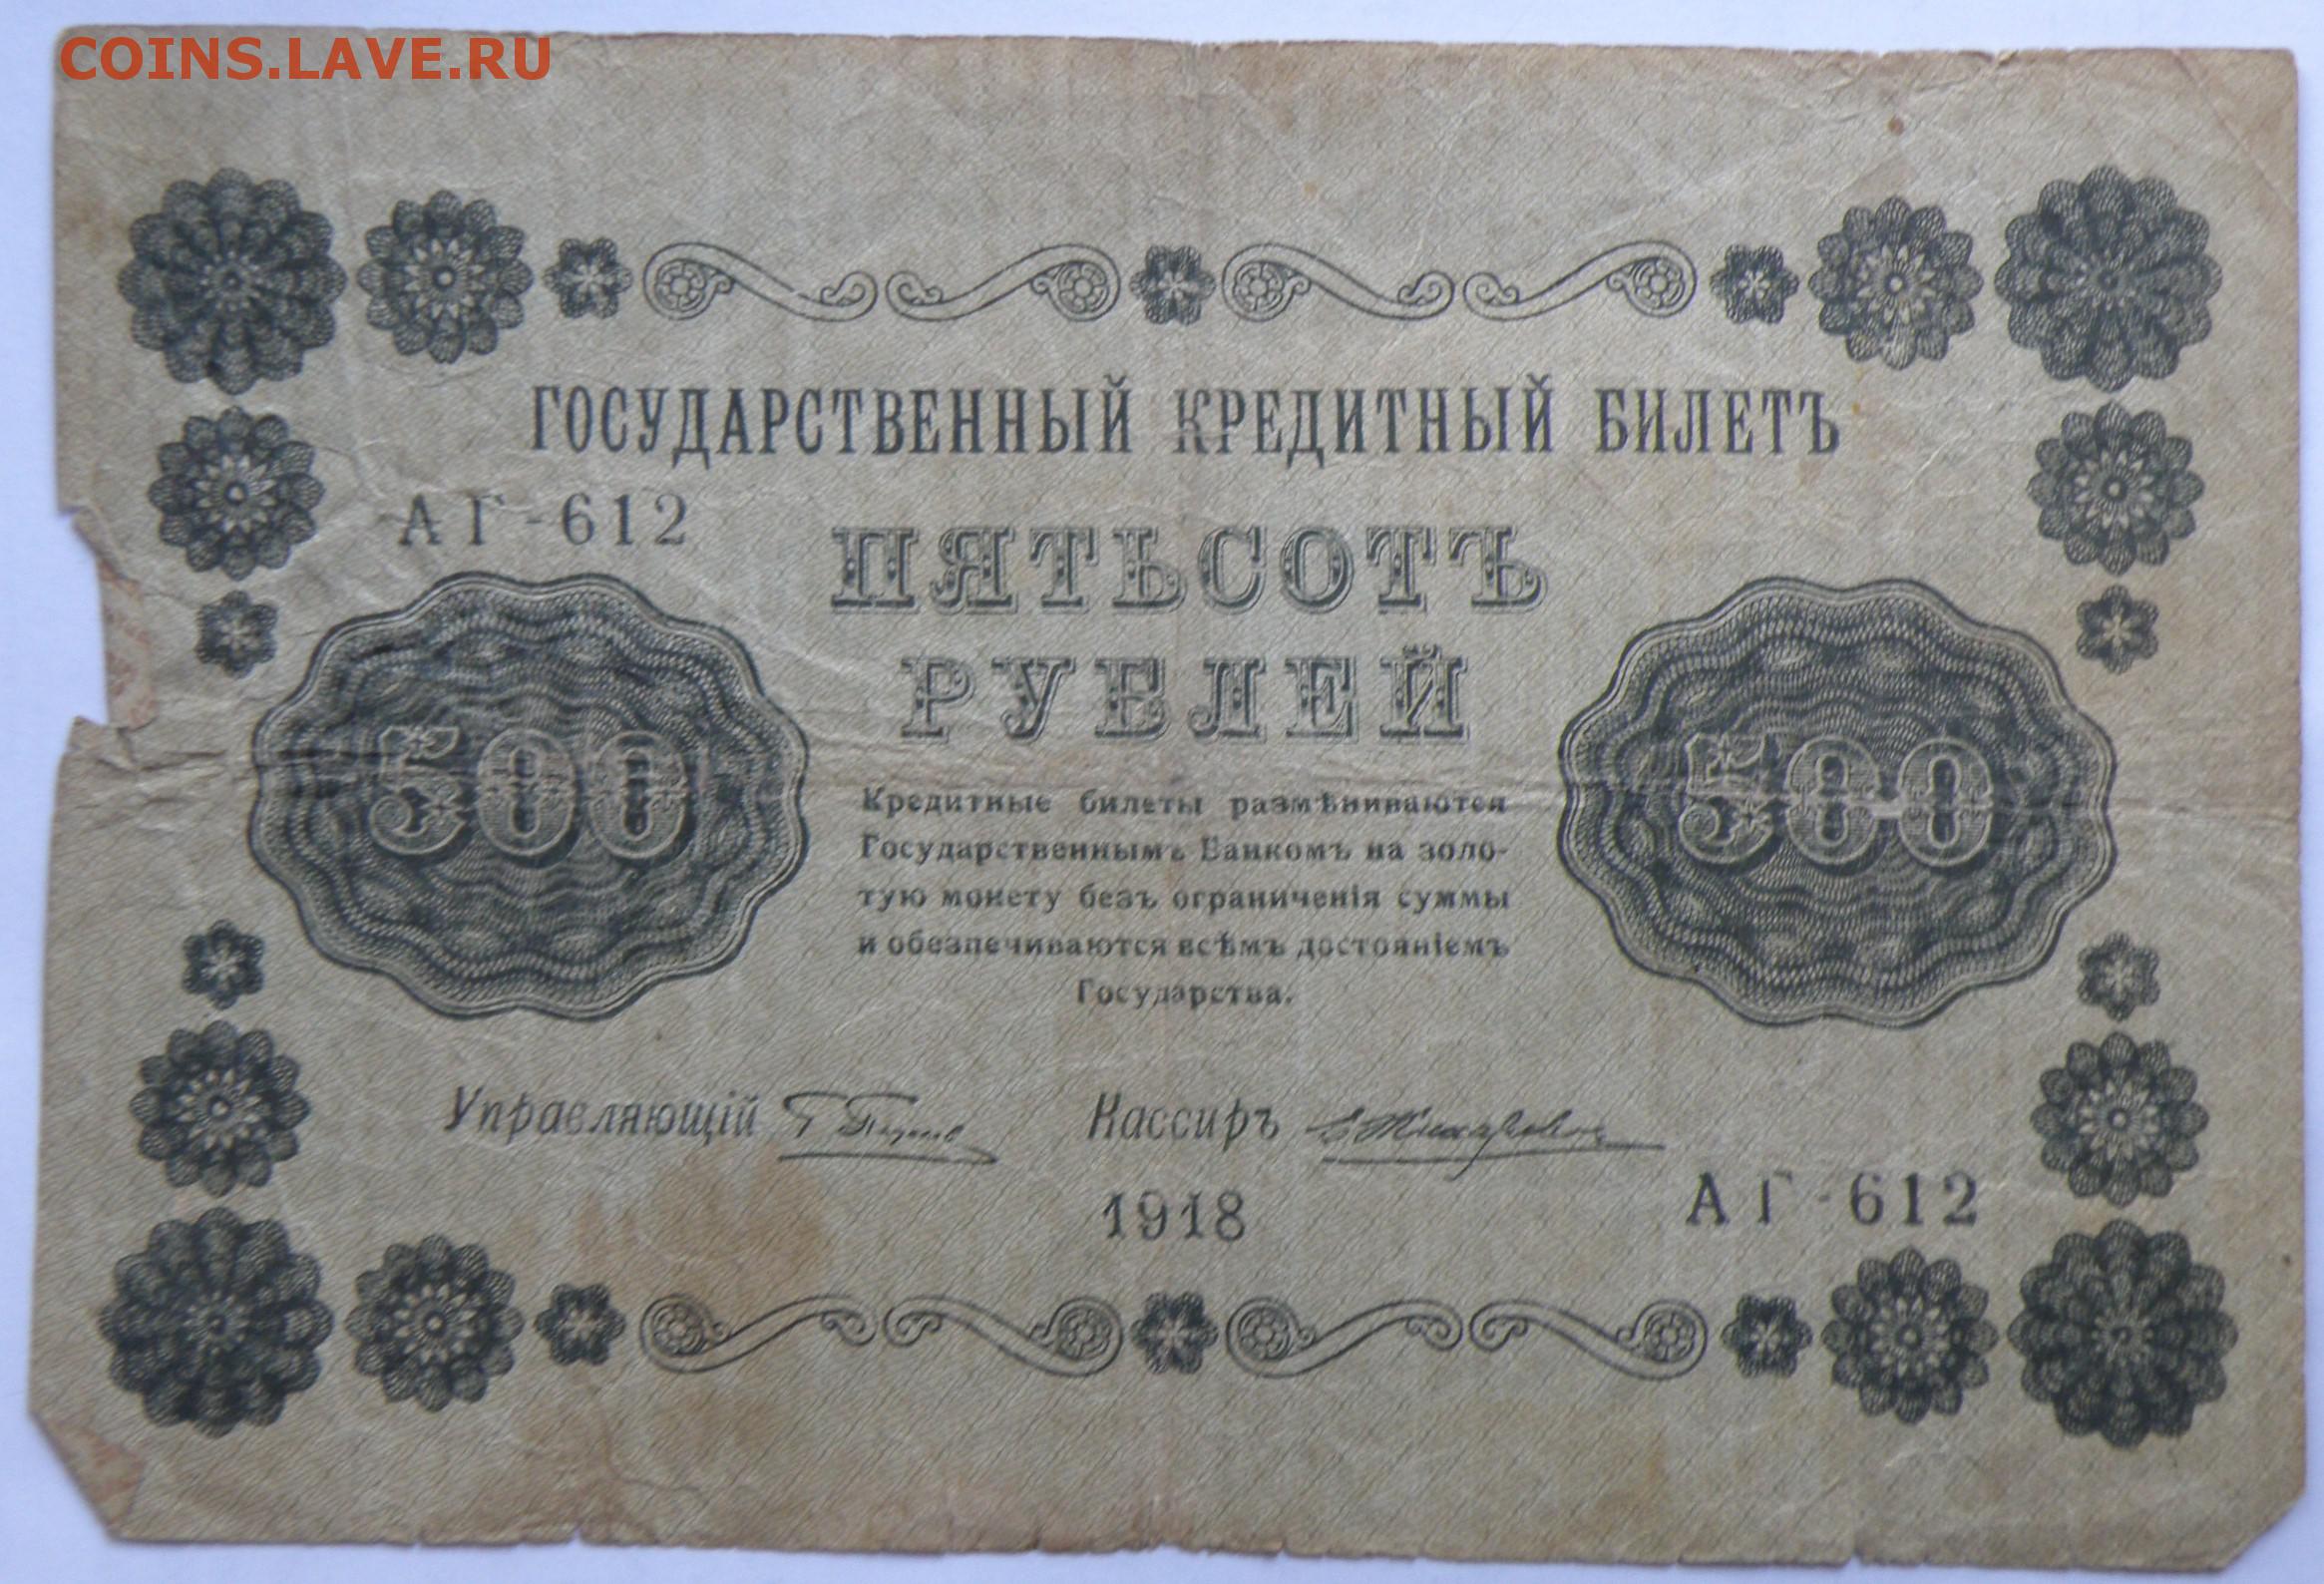 COINS.LAVE.RU
ГОСУДАРСТВЕННЫЙ КРЕДИТНЫЙ БИЛЕТЪ
АГ-612
ПЯТЬСОТЪ
РУБЛЕЙ
500
500
Кредитные билеты размѣниваются
Государственнымъ Банкомъ на золо-
тую монету безъ ограниченія суммы
и обезпечиваются всѣмъ достояніемъ
Государства.
Управляющій
Кассиръ
1918
АГ-612